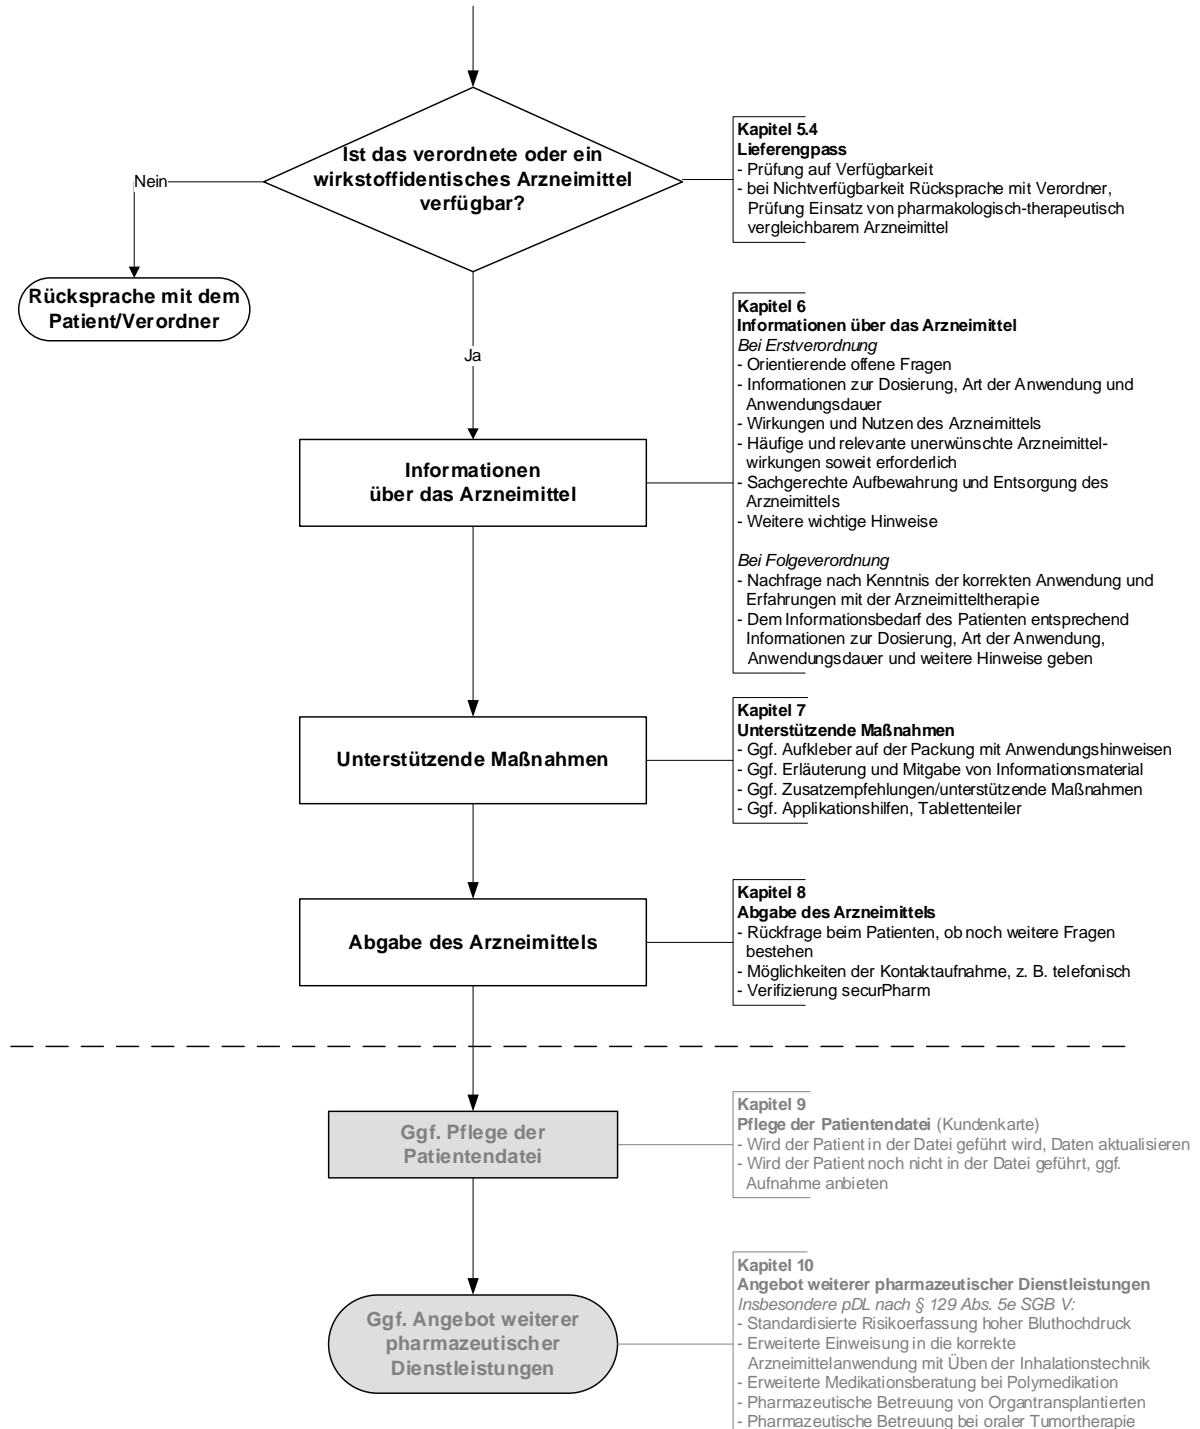 Ist das verordnete oder ein
wirkstoffidentisches Arzneimittel
verfügbar?
Nein
Rücksprache mit dem
Patient/Verordner
Ja
Kapitel 5.4
Lieferengpass
- Prüfung auf Verfügbarkeit
- bei Nichtverfügbarkeit Rücksprache mit Verordner,
Prüfung Einsatz von pharmakologisch-therapeutisch
vergleichbarem Arzneimittel
Informationen
über das Arzneimittel
Kapitel 6
Informationen über das Arzneimittel
Bei Erstverordnung
- Orientierende offene Fragen
- Informationen zur Dosierung, Art der Anwendung und
Anwendungsdauer
- Wirkungen und Nutzen des Arzneimittels
- Häufige und relevante unerwünschte Arzneimittel-
wirkungen soweit erforderlich
- Sachgerechte Aufbewahrung und Entsorgung des
Arzneimittels
- Weitere wichtige Hinweise
Bei Folgeverordnung
- Nachfrage nach Kenntnis der korrekten Anwendung und
Erfahrungen mit der Arzneimitteltherapie
- Dem Informationsbedarf des Patienten entsprechend
Informationen zur Dosierung, Art der Anwendung,
Anwendungsdauer und weitere Hinweise geben
Unterstützende Maßnahmen
Kapitel 7
Unterstützende Maßnahmen
- Ggf. Aufkleber auf der Packung mit Anwendungshinweisen
- Ggf. Erläuterung und Mitgabe von Informationsmaterial
- Ggf. Zusatzempfehlungen/unterstützende Maßnahmen
- Ggf. Applikationshilfen, Tablettenteiler
Abgabe des Arzneimittels
Kapitel 8
Abgabe des Arzneimittels
- Rückfrage beim Patienten, ob noch weitere Fragen
bestehen
- Möglichkeiten der Kontaktaufnahme, z. B. telefonisch
- Verifizierung securPharm
Ggf. Pflege der
Patientendatei
Kapitel 9
Pflege der Patientendatei (Kundenkarte)
- Wird der Patient in der Datei geführt wird, Daten aktualisieren
- Wird der Patient noch nicht in der Datei geführt, ggf.
Aufnahme anbieten
Ggf. Angebot weiterer
pharmazeutischer
Dienstleistungen
Kapitel 10
Angebot weiterer pharmazeutischer Dienstleistungen
Insbesondere pDL nach § 129 Abs. 5e SGB V:
- Standardisierte Risikoerfassung hoher Bluthochdruck
- Erweiterte Einweisung in die korrekte
Arzneimittelanwendung mit Üben der Inhalationstechnik
- Erweiterte Medikationsberatung bei Polymedikation
- Pharmazeutische Betreuung von Organtransplantierten
- Pharmazeutische Betreuung bei oraler Tumortherapie